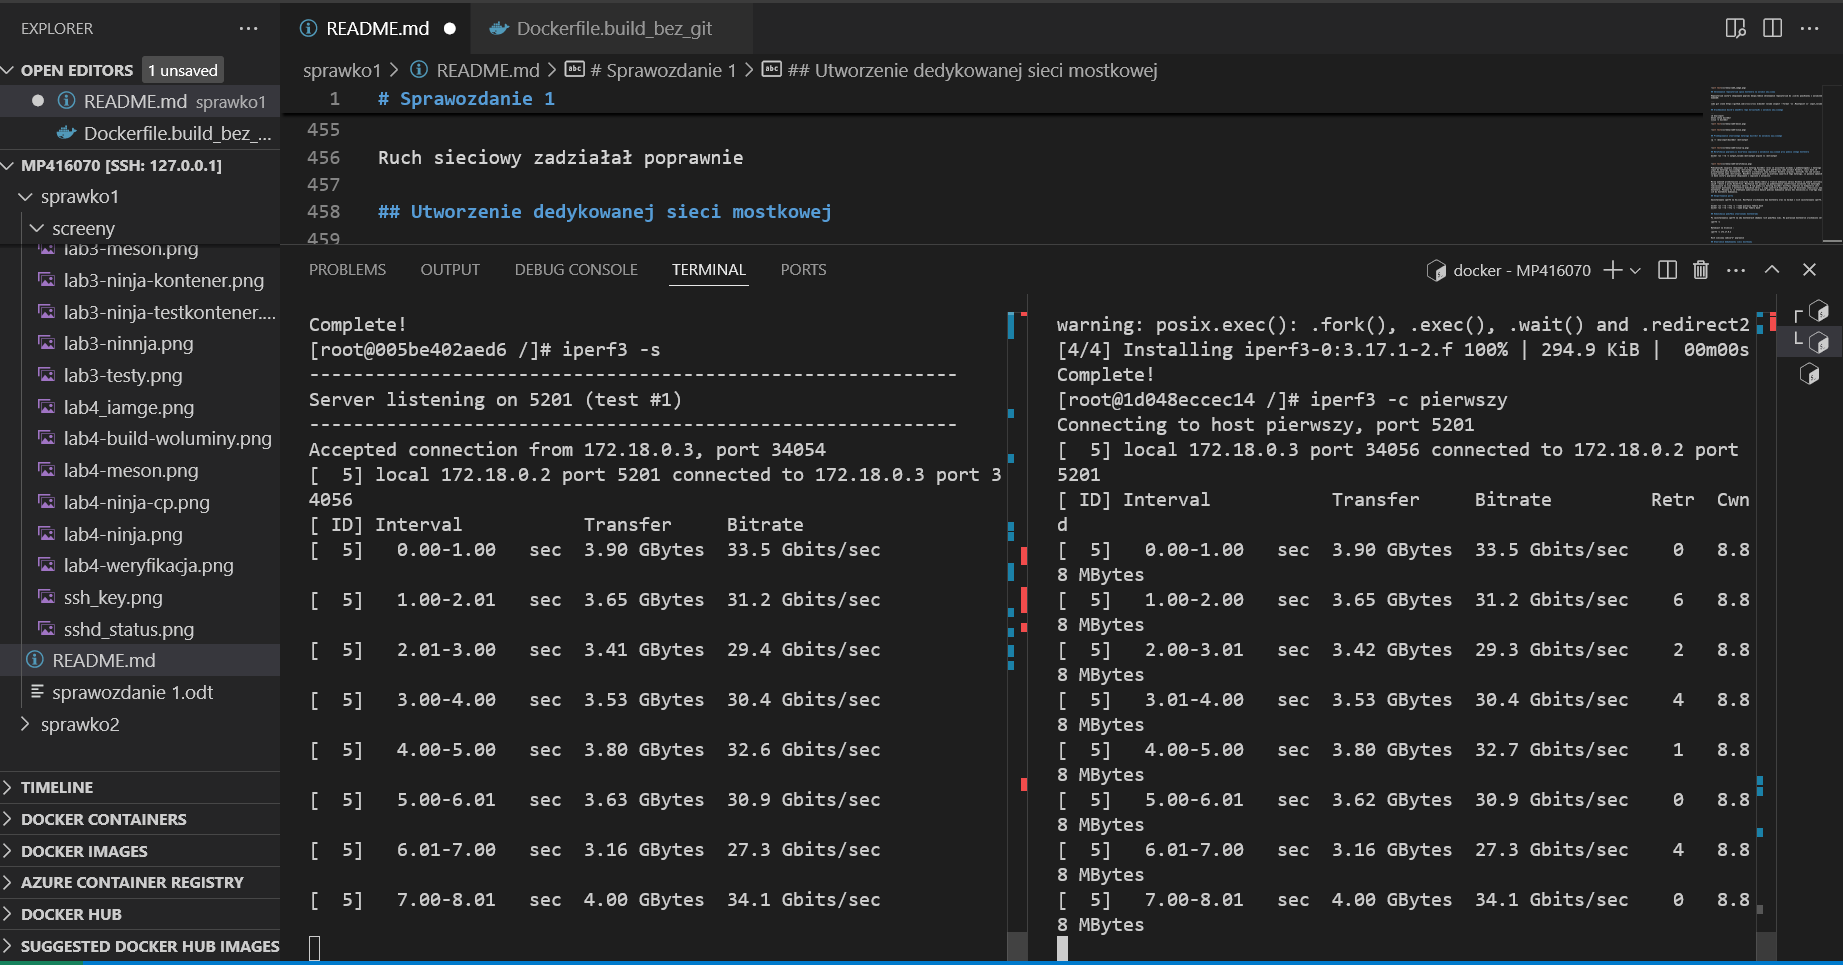 EXPLORER
OPEN EDITORS 1 unsaved
README.md sprawko1
Dockerfile.build_bez_...
MP416070 [SSH: 127.0.0.1]
sprawko1
screeny
lab3-meson.png
lab3-ninja-kontener.png
lab3-ninja-testkontener....
lab3-ninnja.png
lab3-testy.png
lab4_iamge.png
lab4-build-woluminy.png
lab4-meson.png
lab4-ninja-cp.png
lab4-ninja.png
lab4-weryfikacja.png
ssh_key.png
sshd_status.png
README.md
sprawozdanie 1.odt
sprawko2
TIMELINE
DOCKER CONTAINERS
DOCKER IMAGES
AZURE CONTAINER REGISTRY
DOCKER HUB
SUGGESTED DOCKER HUB IMAGES
README.md
Dockerfile.build_bez_git
sprawko1 > README.md > # Sprawozdanie 1 > ## Utworzenie dedykowanej sieci mostkowej
1 # Sprawozdanie 1
455
456 Ruch sieciowy zadziałał poprawnie
457
458 ## Utworzenie dedykowanej sieci mostkowej
459
PROBLEMS OUTPUT DEBUG CONSOLE TERMINAL PORTS
docker - MP416070
Complete!
[root@005be402aed6 /]# iperf3 -s
-----------------------------------------------------------
Server listening on 5201 (test #1)
-----------------------------------------------------------
Accepted connection from 172.18.0.3, port 34054
[  5] local 172.18.0.2 port 5201 connected to 172.18.0.3 port 3
4056
[ ID] Interval           Transfer     Bitrate
[  5]   0.00-1.00   sec  3.90 GBytes  33.5 Gbits/sec
[  5]   1.00-2.01   sec  3.65 GBytes  31.2 Gbits/sec
[  5]   2.01-3.00   sec  3.41 GBytes  29.4 Gbits/sec
[  5]   3.00-4.00   sec  3.53 GBytes  30.4 Gbits/sec
[  5]   4.00-5.00   sec  3.80 GBytes  32.6 Gbits/sec
[  5]   5.00-6.01   sec  3.63 GBytes  30.9 Gbits/sec
[  5]   6.01-7.00   sec  3.16 GBytes  27.3 Gbits/sec
[  5]   7.00-8.01   sec  4.00 GBytes  34.1 Gbits/sec
warning: posix.exec(): .fork(), .exec(), .wait() and .redirect2
[4/4] Installing iperf3-0:3.17.1-2.f 100% | 294.9 KiB |  00m00s
Complete!
[root@1d048eccec14 /]# iperf3 -c pierwszy
Connecting to host pierwszy, port 5201
[  5] local 172.18.0.3 port 34056 connected to 172.18.0.2 port
5201
[ ID] Interval           Transfer     Bitrate         Retr  Cwn
d
[  5]   0.00-1.00   sec  3.90 GBytes  33.5 Gbits/sec    0   8.8
8 MBytes
[  5]   1.00-2.00   sec  3.65 GBytes  31.2 Gbits/sec    6   8.8
8 MBytes
[  5]   2.00-3.01   sec  3.42 GBytes  29.3 Gbits/sec    2   8.8
8 MBytes
[  5]   3.01-4.00   sec  3.53 GBytes  30.4 Gbits/sec    4   8.8
8 MBytes
[  5]   4.00-5.00   sec  3.80 GBytes  32.7 Gbits/sec    1   8.8
8 MBytes
[  5]   5.00-6.01   sec  3.62 GBytes  30.9 Gbits/sec    0   8.8
8 MBytes
[  5]   6.01-7.00   sec  3.16 GBytes  27.3 Gbits/sec    4   8.8
8 MBytes
[  5]   7.00-8.01   sec  4.00 GBytes  34.1 Gbits/sec    0   8.8
8 MBytes